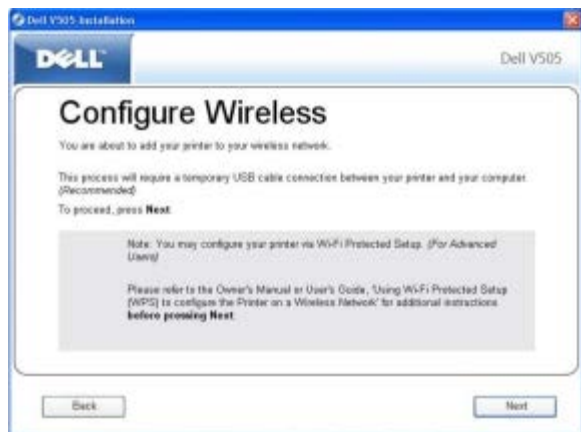 Dell V505 Installation
DELL
Dell V505
Configure Wireless
You are about to add your printer to your wireless network.
This process will require a temporary USB cable connection between your printer and your computer.
(Recommended)
To proceed, press Next
Note: You may configure your printer via Wi-Fi Protected Setup. (For Advanced
Users)
Please refer to the Owner's Manual or User's Guide, 'Using Wi-Fi Protected Setup
(WPS) to configure the Printer on a Wireless Network' for additional instructions
before pressing Next
Back
Next